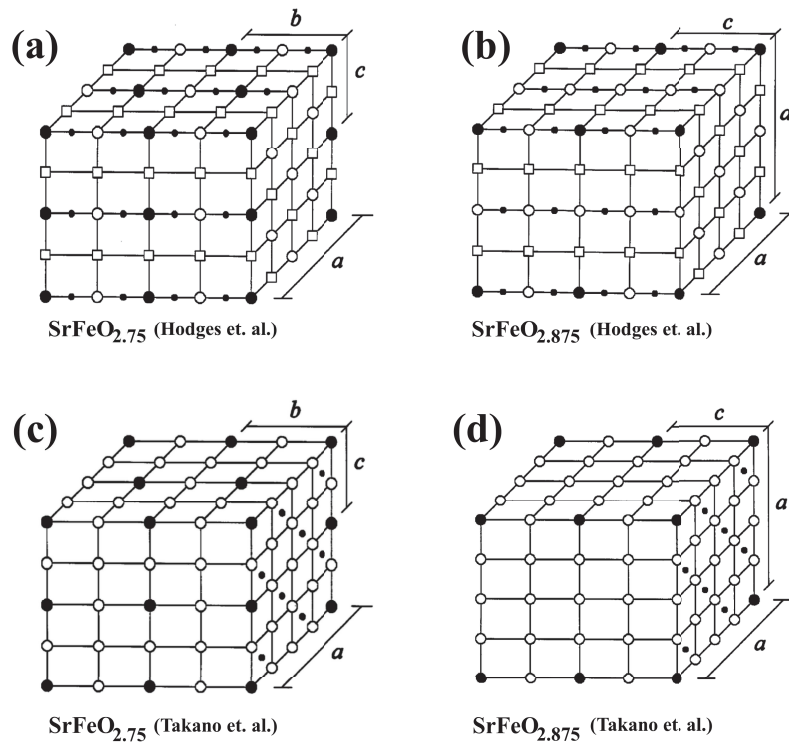 (a)
b
c
a
SrFeO2.75 (Hodges et. al.)
(b)
c
a
a
SrFeO2.875 (Hodges et. al.)
(c)
b
c
a
SrFeO2.75 (Takano et. al.)
(d)
c
a
a
SrFeO2.875 (Takano et. al.)